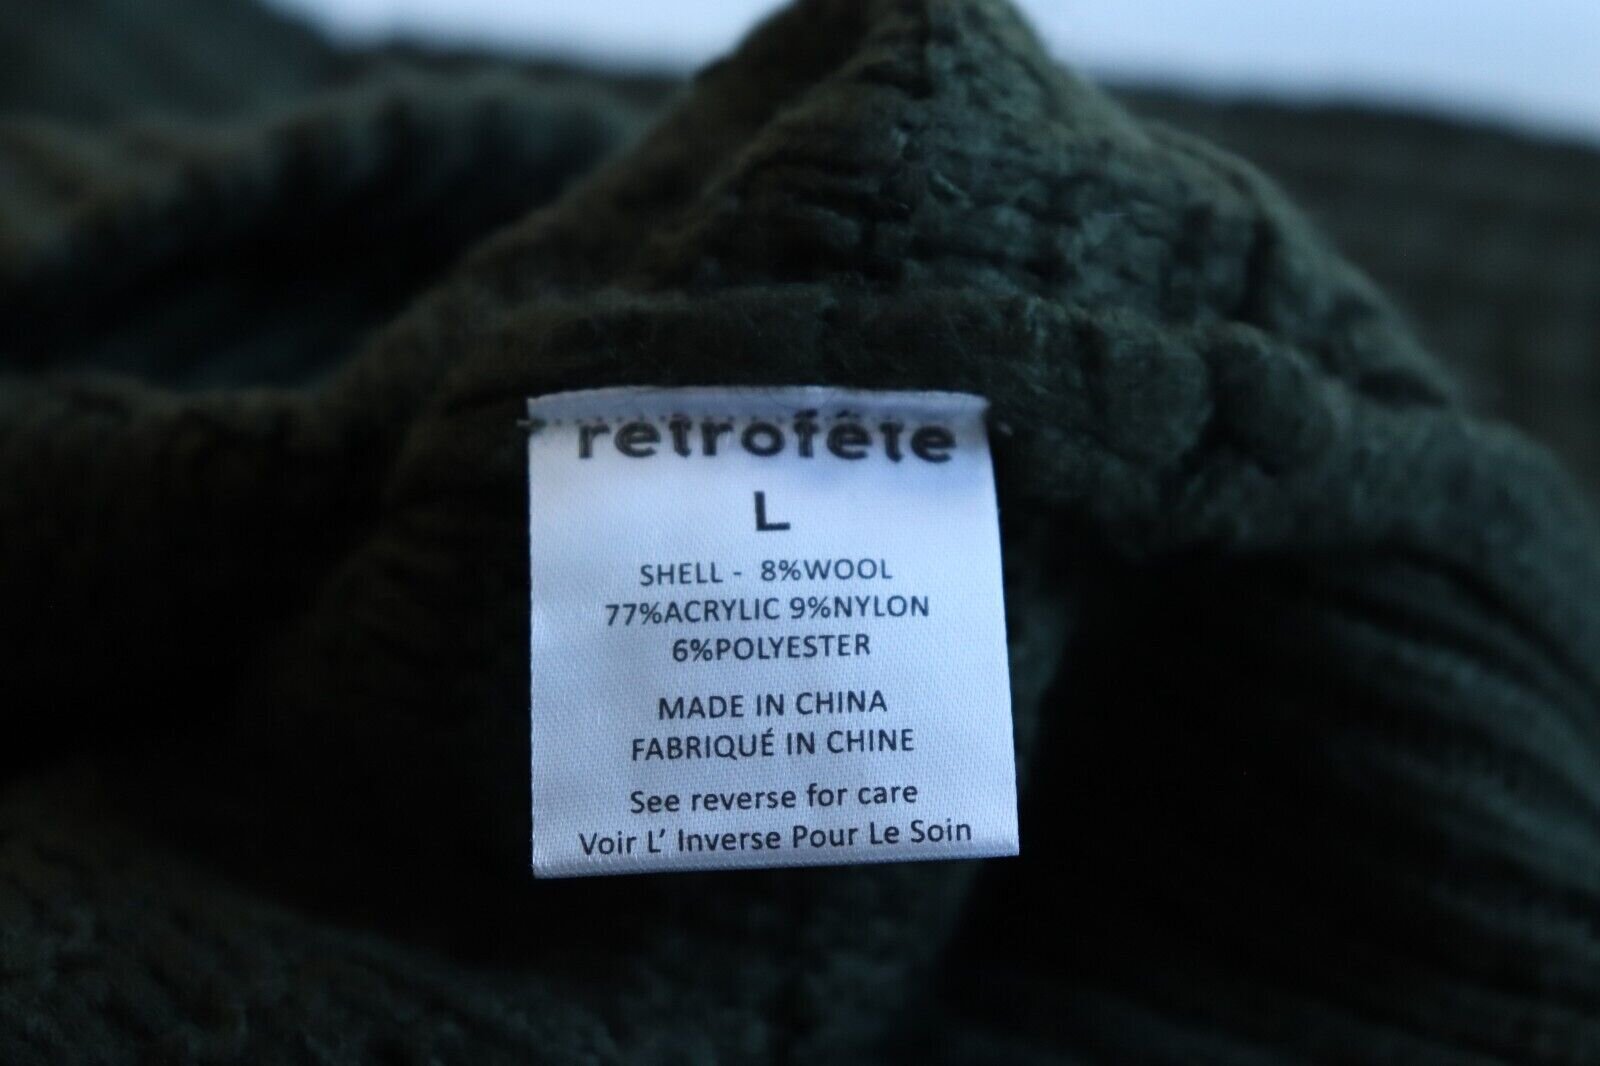 retrofête
L
SHELL - 8%WOOL
77%ACRYLIC 9%NYLON
6%POLYESTER
MADE IN CHINA
FABRIQUÉ IN CHINE
See reverse for care
Voir L' Inverse Pour Le Soin